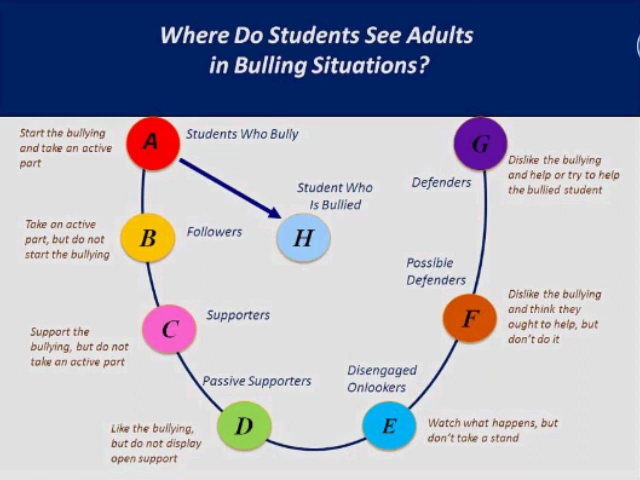 Where Do Students See Adults
in Bulling Situations?
Start the bullying
and take an active
part
A
Students Who Bully
G
Dislike the bullying
and help or try to help
the bullied student
Defenders
Student Who
Is Bullied
H
Take an active
part, but do not
start the bullying
B
Followers
Possible
Defenders
F
Dislike the bullying
and think they
ought to help, but
don't do it
Support the
bullying, but do not
take an active part
C
Supporters
Passive Supporters
D
Like the bullying,
but do not display
open support
Disengaged
Onlookers
E
Watch what happens, but
don't take a stand